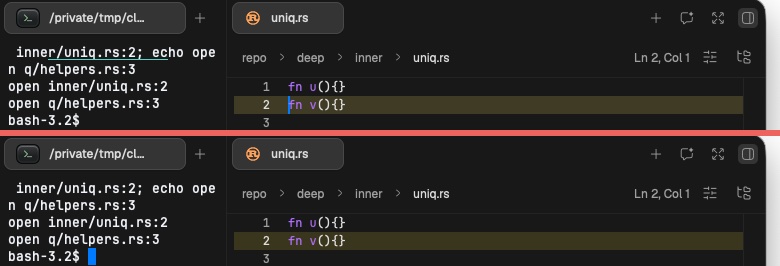 /private/tmp/cl...
uniq.rs
inner/uniq.rs:2; echo ope
n q/helpers.rs:3
open inner/uniq.rs:2
open q/helpers.rs:3
bash-3.2$
repo > deep > inner > uniq.rs
Ln 2, Col 1
1 fn u(){}
2 fn v(){}
3
/private/tmp/cl...
uniq.rs
inner/uniq.rs:2; echo ope
n q/helpers.rs:3
open inner/uniq.rs:2
open q/helpers.rs:3
bash-3.2$
repo > deep > inner > uniq.rs
Ln 2, Col 1
1 fn u(){}
2 fn v(){}
3